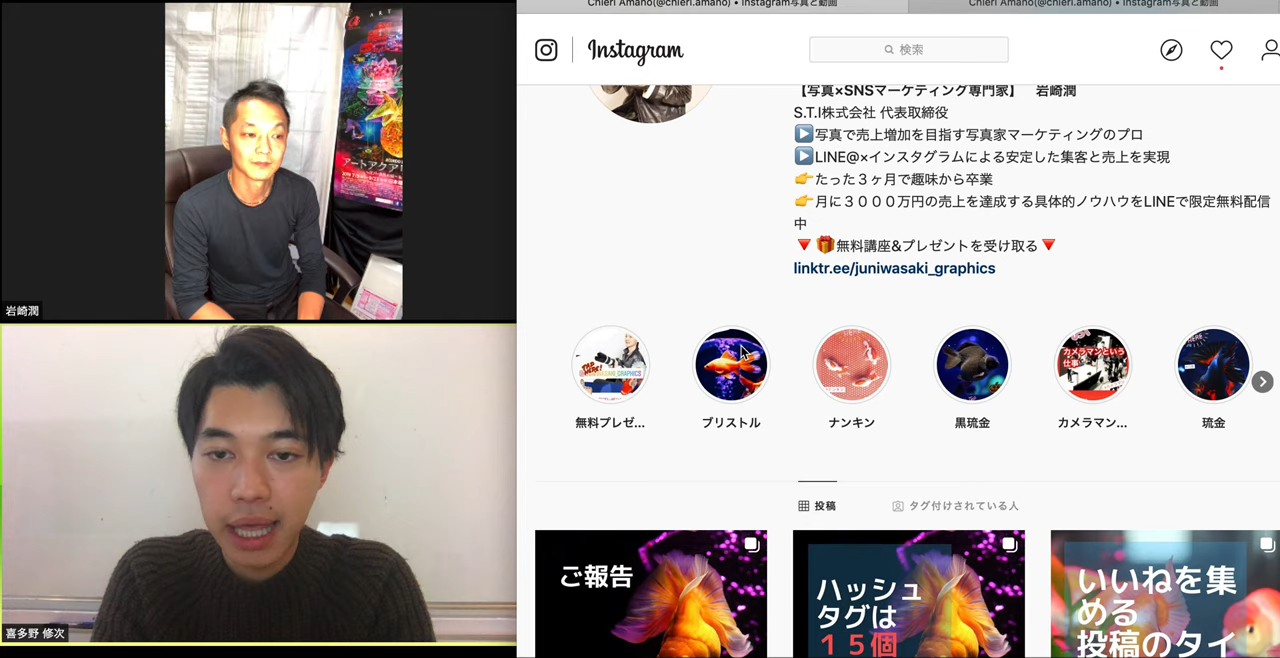 岩崎潤
喜多野 修次
Chieri Amano(@chieri.amano) • Instagram写真と動画
Chieri Amano(@chieri.amano) • Instagram写真と動画
Instagram
検索
【写真×SNSマーケティング専門家】 岩崎潤
S.T.I株式会社 代表取締役
▶️写真で売上増加を目指す写真家マーケティングのプロ
▶️LINE@×インスタグラムによる安定した集客と売上を実現
👉たった３ヶ月で趣味から卒業
👉月に３０００万円の売上を達成する具体的ノウハウをLINEで限定無料配信
中
🔻🎁無料講座&プレゼントを受け取る🔻
linktr.ee/juniwasaki_graphics
カメラマンという
仕事
無料プレゼ...
ブリストル
ナンキン
黒琉金
カメラマン...
琉金
投稿
タグ付けされている人
ご報告
ハッシュ
タグは
１５個
いいねを集
める
投稿のタイ